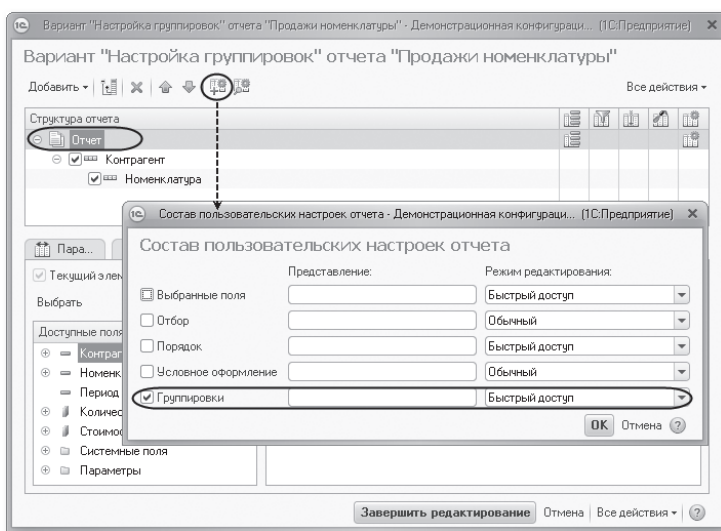 Вариант "Настройка группировок" отчета "Продажи номенклатуры" - Демонстрационная конфигураци... (1С:Предприятие)
Вариант "Настройка группировок" отчета "Продажи номенклатуры"
Добавить
Все действия
Структура отчета
Отчет
Контрагент
Номенклатура
Состав пользовательских настроек отчета - Демонстрационная конфигураци... (1С:Предприятие)
Состав пользовательских настроек отчета
Представление: Режим редактирования:
Выбранные поля Быстрый доступ
Отбор Обычный
Порядок Быстрый доступ
Условное оформление Обычный
Группировки Быстрый доступ
ОК Отмена ?
Пара...
Текущий элем
Выбрать
Доступные поля
Контраг
Номенк
Период
Количес
Стоимос
Системные поля
Параметры
Завершить редактирование Отмена Все действия ?